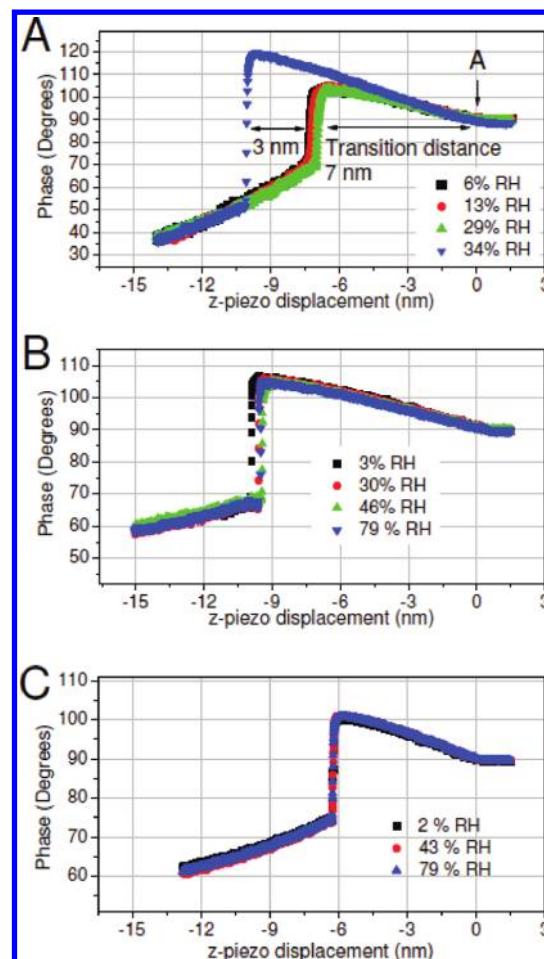 A
120
110
100
90
80
70
60
50
40
30
Phase (Degrees)
A
3 nm
Transition distance
7 nm
6% RH
13% RH
29% RH
34% RH
-15 -12 -9 -6 -3 0 3
z-piezo displacement (nm)
B
110
100
90
80
70
60
50
Phase (Degrees)
3% RH
30% RH
46% RH
79 % RH
-15 -12 -9 -6 -3 0 3
z-piezo displacement (nm)
C
110
100
90
80
70
60
Phase (Degrees)
2 % RH
43 % RH
79 % RH
-15 -12 -9 -6 -3 0 3
z-piezo displacement (nm)